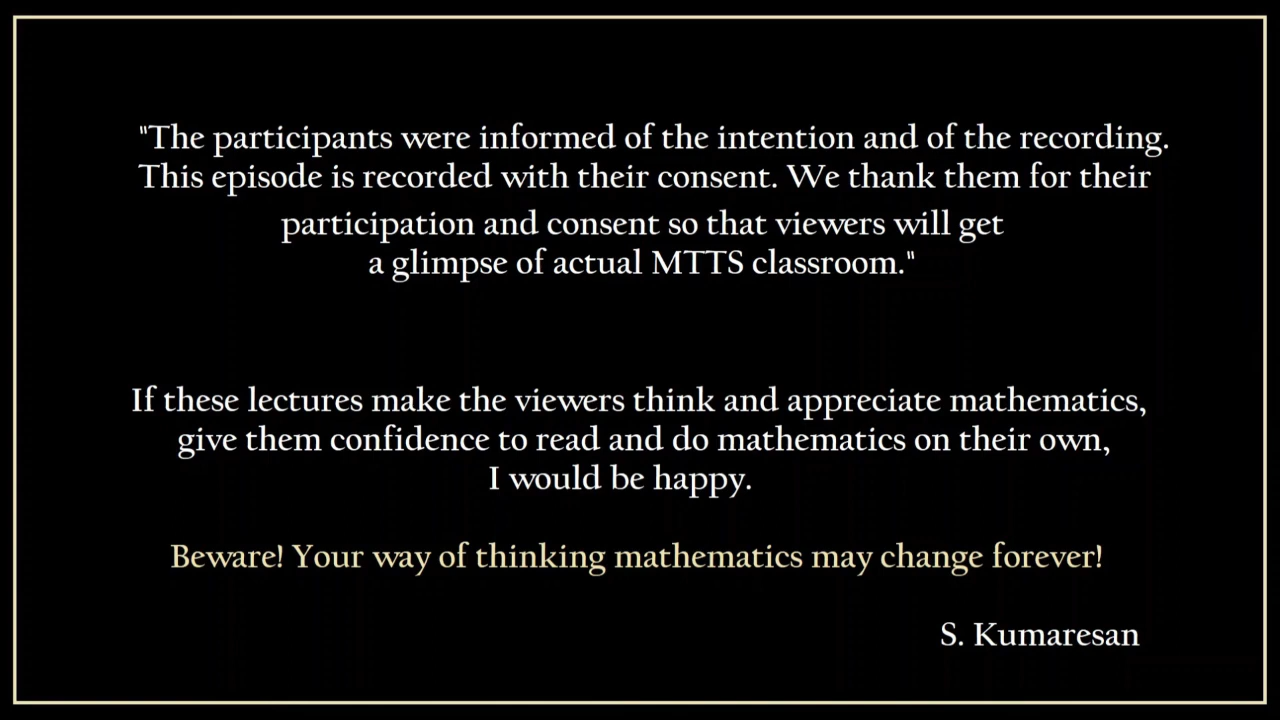 "The participants were informed of the intention and of the recording.
This episode is recorded with their consent. We thank them for their
participation and consent so that viewers will get
a glimpse of actual MTTS classroom."
If these lectures make the viewers think and appreciate mathematics,
give them confidence to read and do mathematics on their own,
I would be happy.
Beware! Your way of thinking mathematics may change forever!
S. Kumaresan